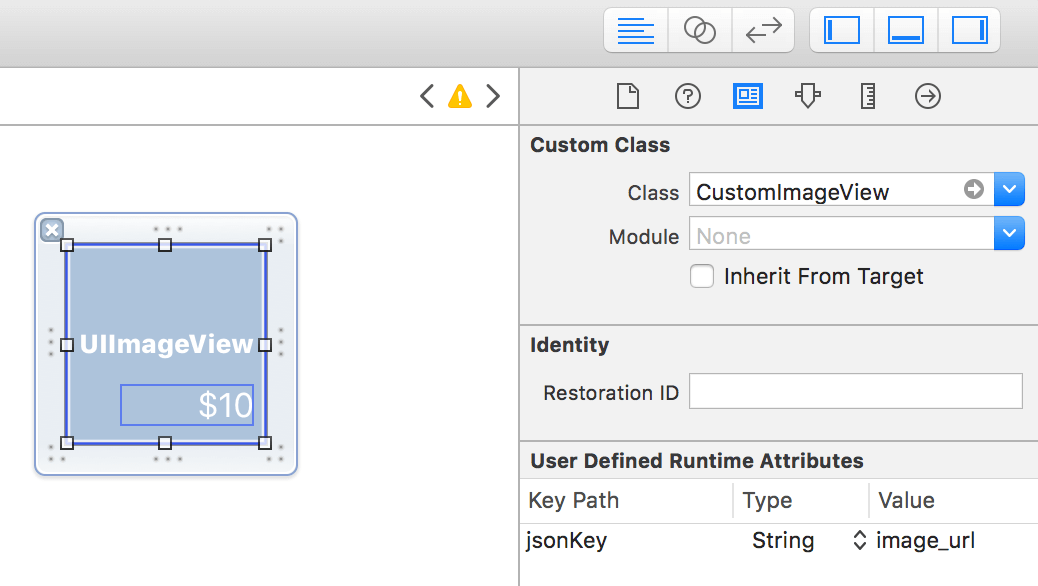 Custom Class
Class CustomImageView
Module None
Inherit From Target
UIImageView
Identity
$10
Restoration ID
User Defined Runtime Attributes
Key Path Type Value
jsonKey String image_url